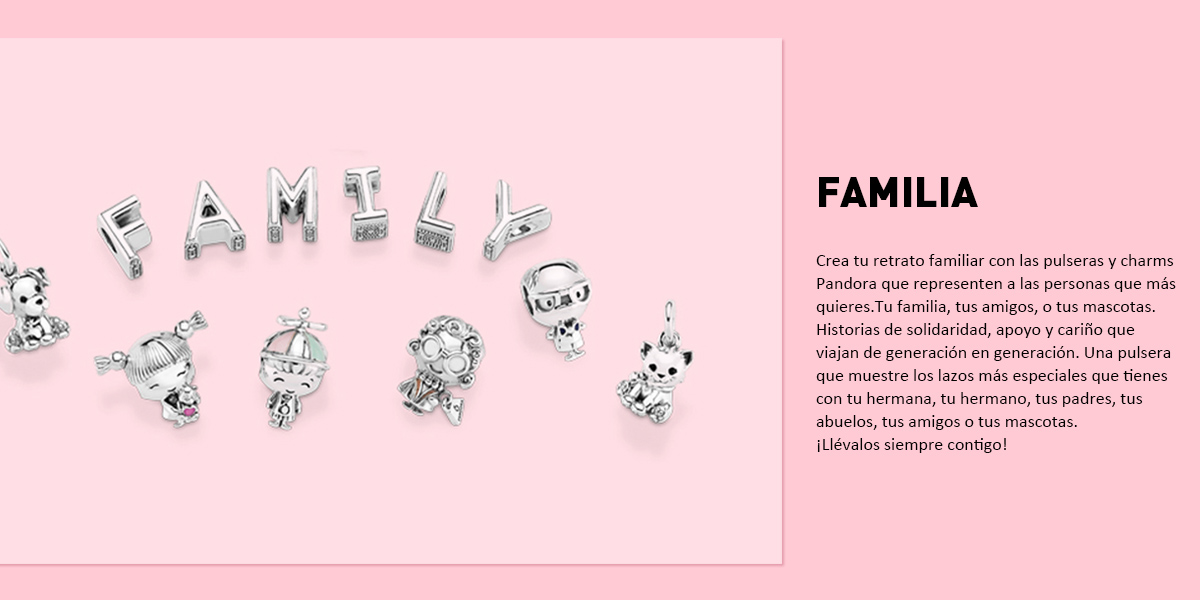 FAMILY
FAMILIA
Crea tu retrato familiar con las pulseras y charms
Pandora que representen a las personas que más
quieres.Tu familia, tus amigos, o tus mascotas.
Historias de solidaridad, apoyo y cariño que
viajan de generación en generación. Una pulsera
que muestre los lazos más especiales que tienes
con tu hermana, tu hermano, tus padres, tus
abuelos, tus amigos o tus mascotas.
¡Llévalos siempre contigo!